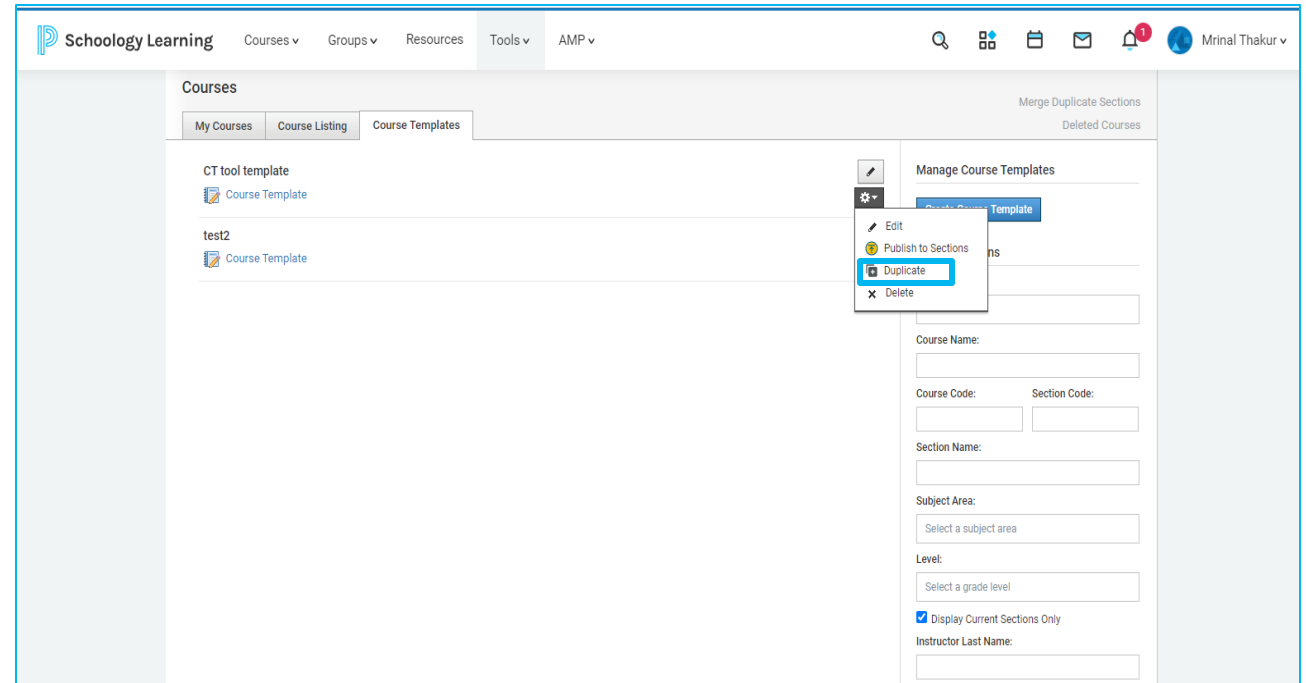 Schoology Learning Courses Groups Resources Tools AMP 1 Mrinal Thakur
Courses
Merge Duplicate Sections
Deleted Courses
My Courses Course Listing Course Templates
CT tool template
Course Template
test2
Course Template
Edit
Publish to Sections
Duplicate
Delete
Manage Course Templates
Template
ns
Course Name:
Course Code: Section Code:
Section Name:
Subject Area:
Select a subject area
Level:
Select a grade level
Display Current Sections Only
Instructor Last Name: